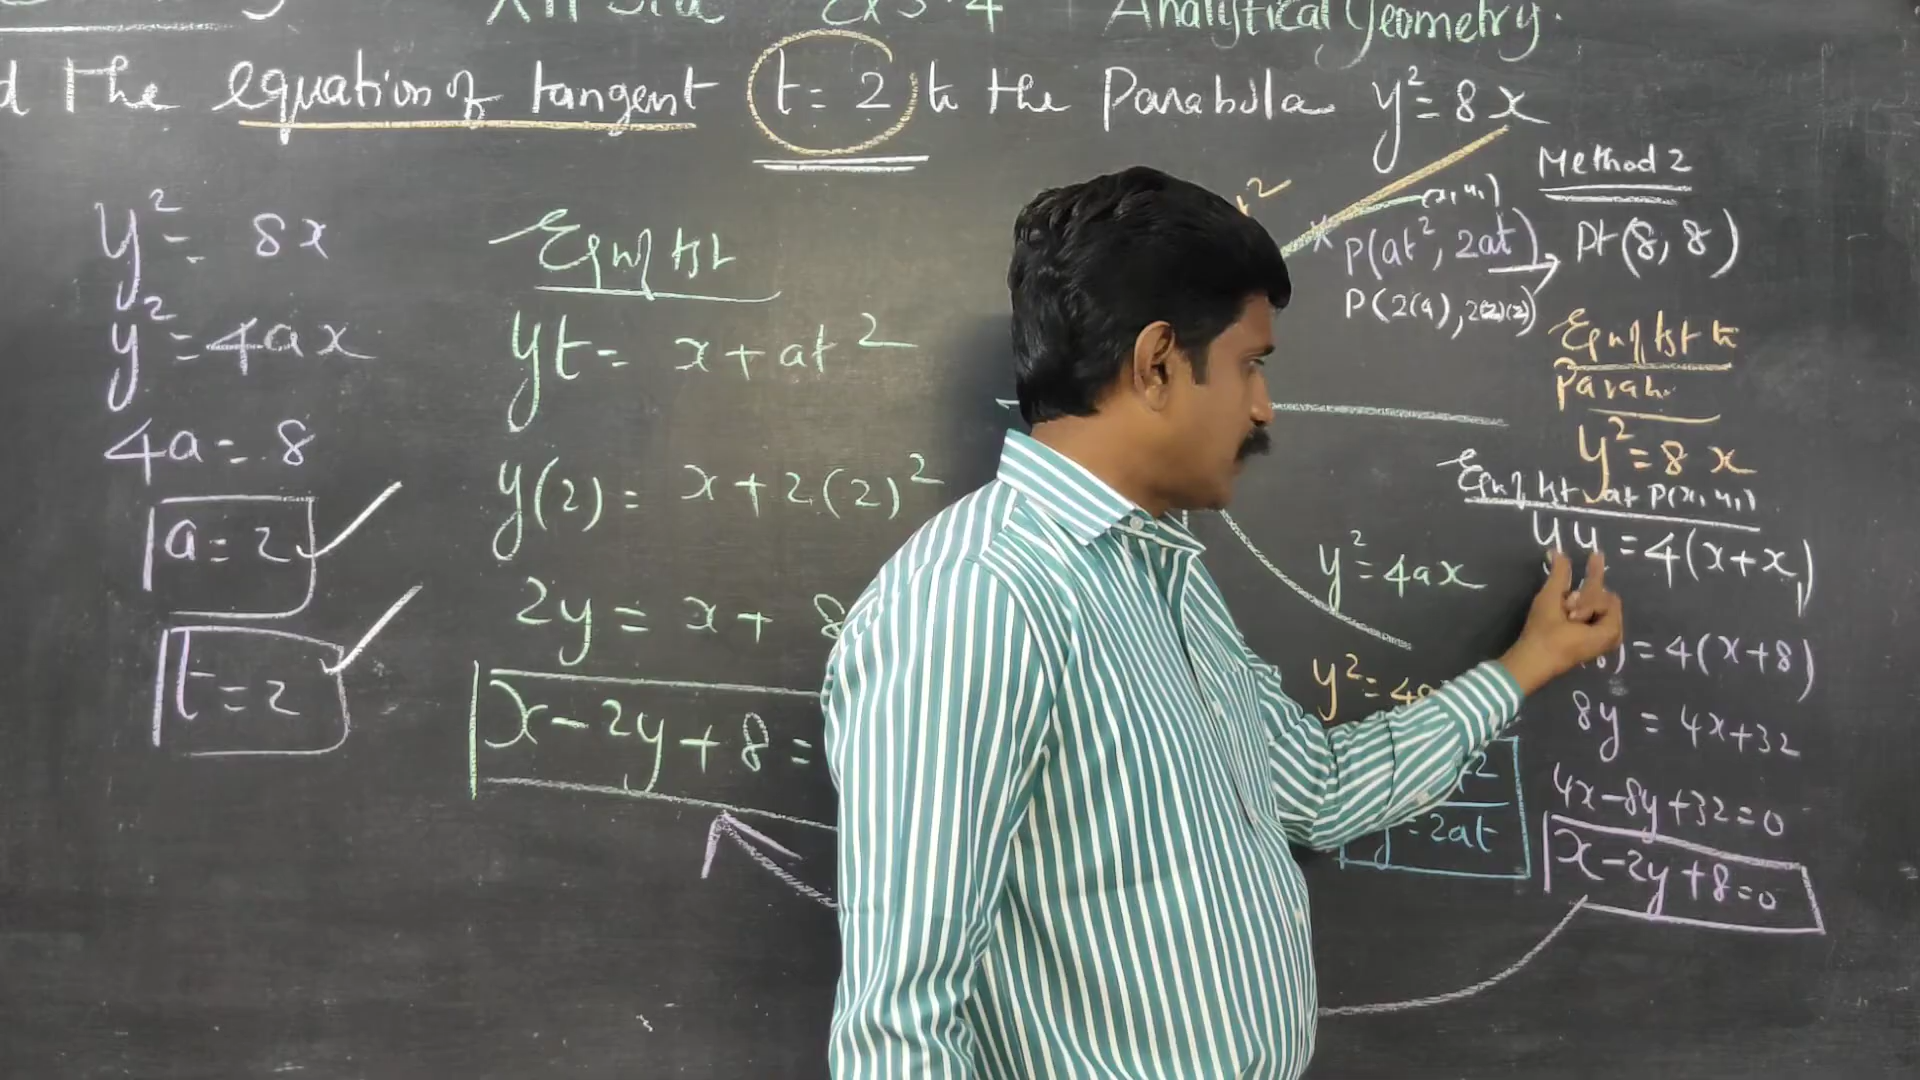 XII Std Ex 5.4 Analytical Geometry.
d the equation of tangent t = 2 to the Parabola y² = 8x
y² = 8x
y² = 4ax
4a = 8
a = 2
t = 2
Eqn of tgt
yt = x + at²
y(2) = x + 2(2)²
2y = x + 8
x - 2y + 8 =
Method 2
(x₁, y₁)
P(at², 2at) Pt (8, 8)
P(2(4), 2(2)(2))
Eqn of tgt to
Parab
y² = 8x
Eqn of tgt at P(x₁, y₁)
yy₁ = 4(x + x₁)
8) = 4(x + 8)
8y = 4x + 32
4x - 8y + 32 = 0
x - 2y + 8 = 0
y² = 4ax
y² = 4a
= 2at